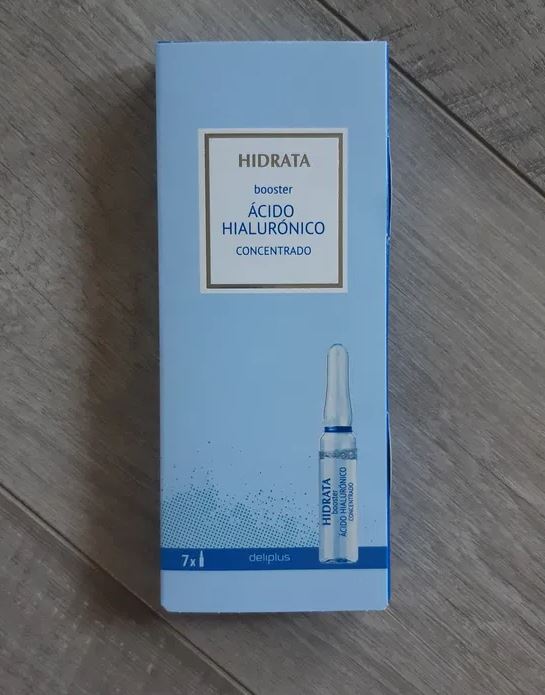 HIDRATA
booster
ÁCIDO
HIALURÓNICO
CONCENTRADO
HIDRATA
booster
ÁCIDO HIALURÓNICO
CONCENTRADO
7x
deliplus